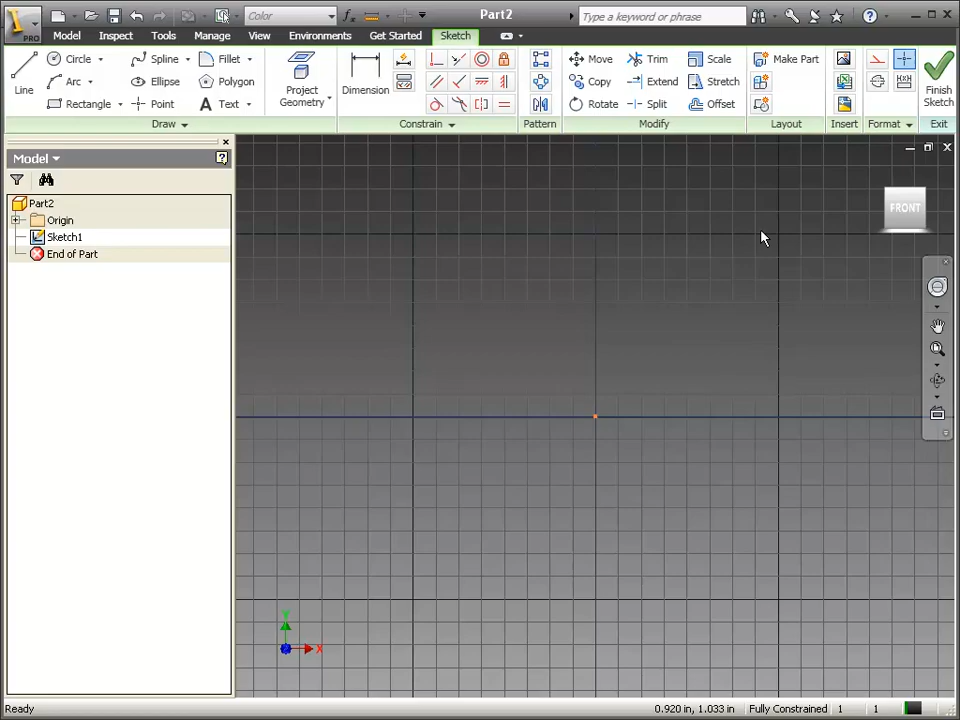 Color
Part2
Type a keyword or phrase
PRO
Model Inspect Tools Manage View Environments Get Started Sketch
Line
Circle
Arc
Rectangle
Spline
Ellipse
Point
Fillet
Polygon
Text
Project
Geometry
Dimension
Move
Copy
Rotate
Trim
Extend
Split
Scale
Stretch
Offset
Make Part
Finish
Sketch
Draw Constrain Pattern Modify Layout Insert Format Exit
Model
Part2
Origin
Sketch1
End of Part
FRONT
Y
X
Ready
0.920 in, 1.033 in Fully Constrained 1 1